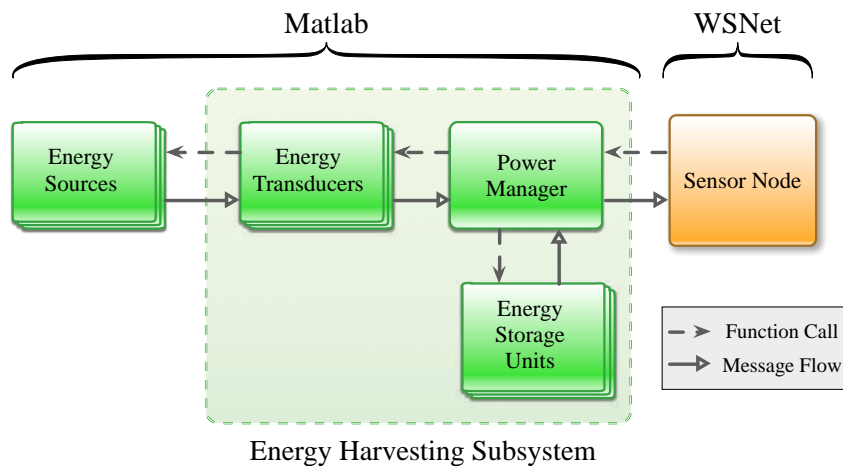 Matlab
WSNet
Energy
Sources
Energy
Transducers
Power
Manager
Sensor Node
Energy
Storage
Units
Function Call
Message Flow
Energy Harvesting Subsystem